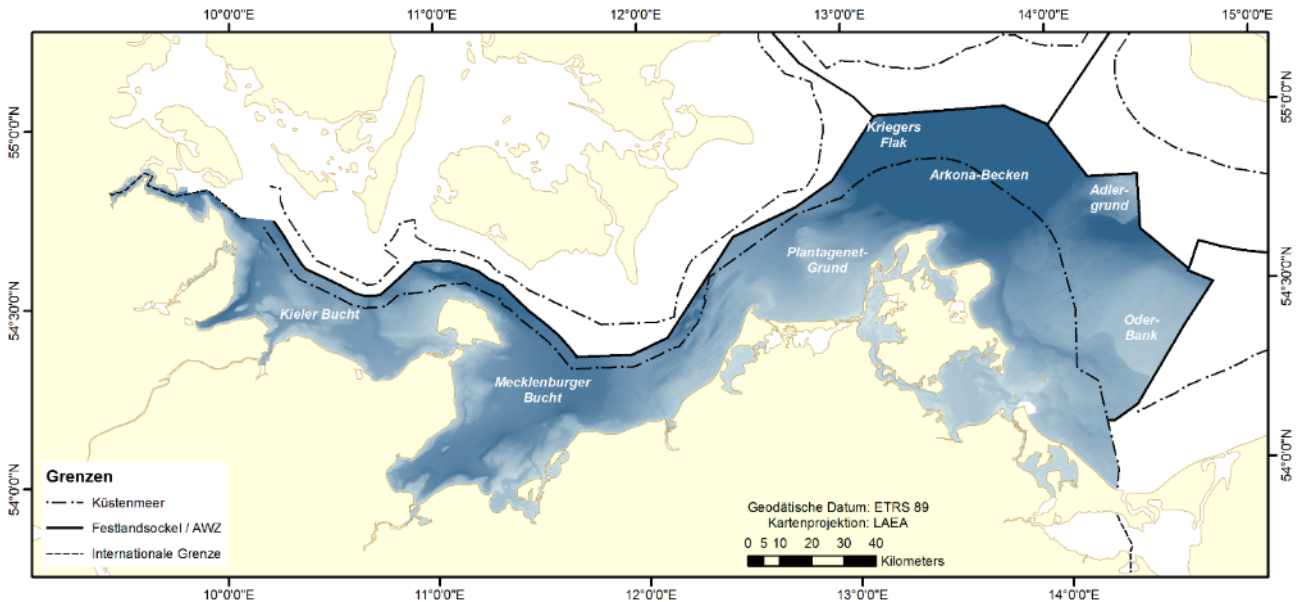 10°0'0"E 11°0'0"E 12°0'0"E 13°0'0"E 14°0'0"E 15°0'0"E
55°0'0"N
55°0'0"N
Kriegers
Flak
Arkona-Becken
Adler-
grund
Plantagenet-
Grund
54°30'0"N
54°30'0"N
Kieler Bucht
Oder-
Bank
Mecklenburger
Bucht
54°0'0"N
54°0'0"N
Grenzen
Küstenmeer
Festlandsockel / AWZ
Internationale Grenze
Geodätische Datum: ETRS 89
Kartenprojektion: LAEA
0 5 10 20 30 40
Kilometers
10°0'0"E 11°0'0"E 12°0'0"E 13°0'0"E 14°0'0"E